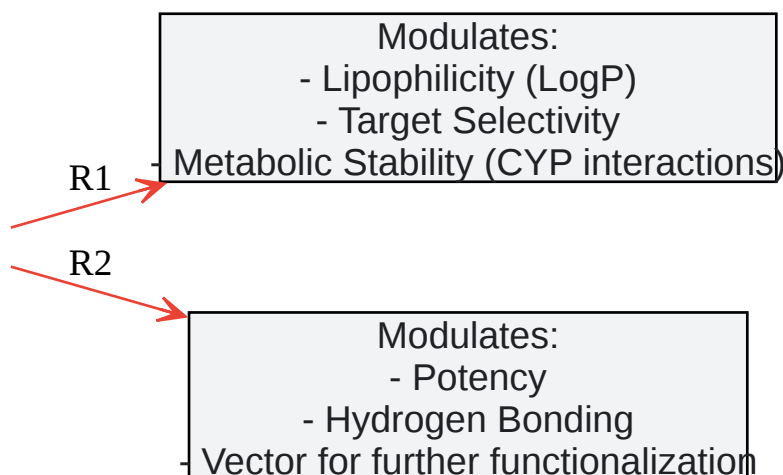 Modulates:
- Lipophilicity (LogP)
- Target Selectivity
- Metabolic Stability (CYP interactions)
R1
R2
Modulates:
- Potency
- Hydrogen Bonding
- Vector for further functionalization